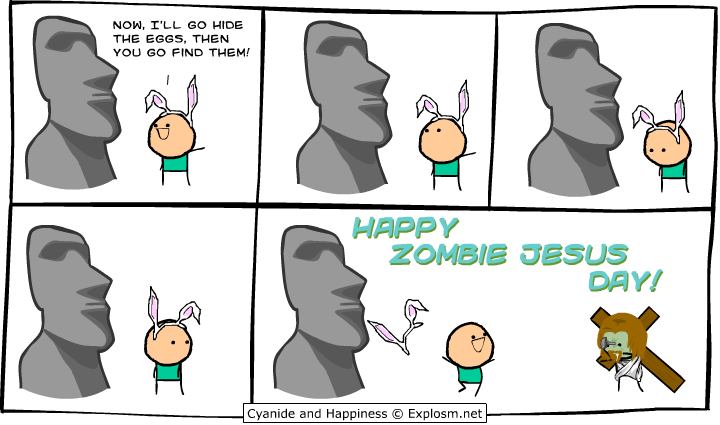 NOW, I'LL GO HIDE
THE EGGS, THEN
YOU GO FIND THEM!
HAPPY
ZOMBIE JESUS
DAY!
Cyanide and Happiness © Explosm.net